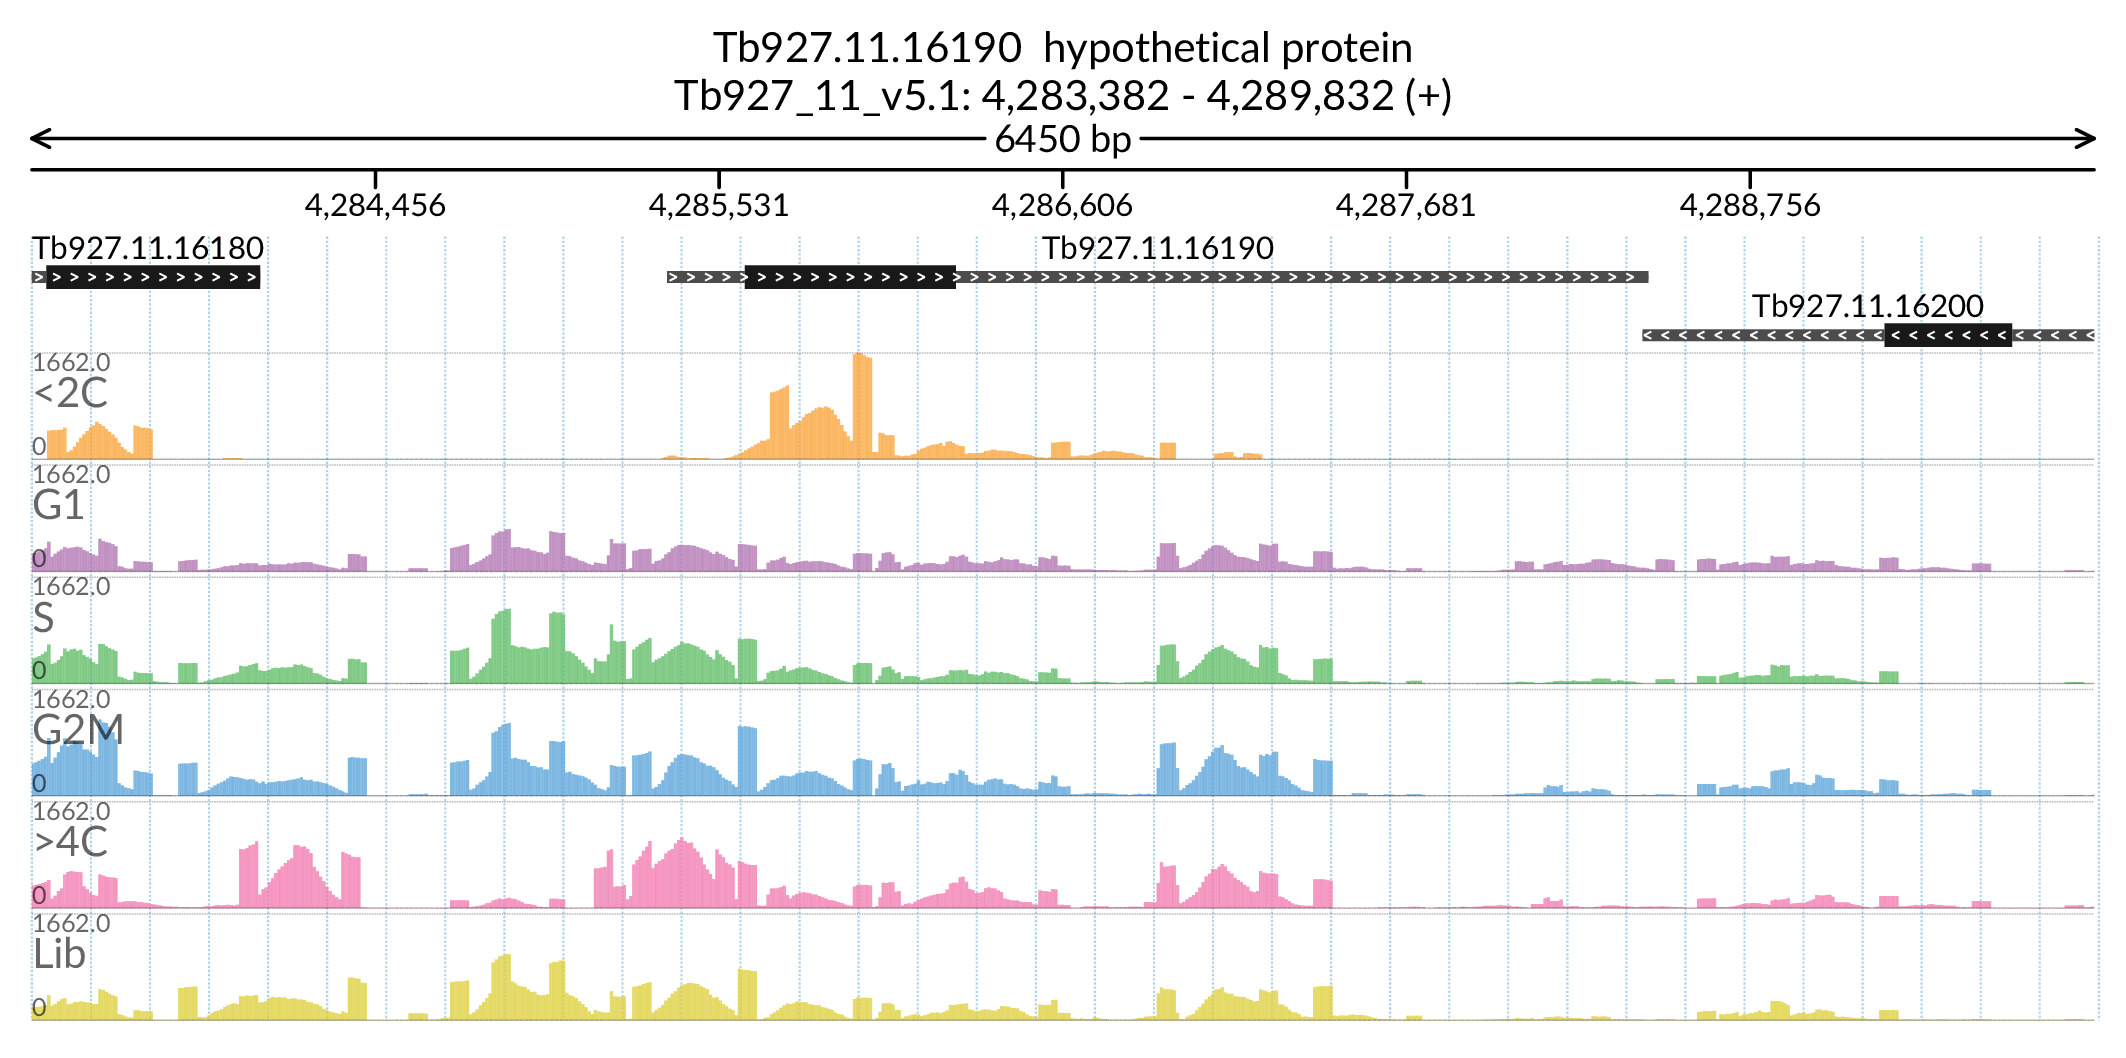 Tb927.11.16190  hypothetical protein
Tb927_11_v5.1: 4,283,382 - 4,289,832 (+)
6450 bp
4,284,456 4,285,531 4,286,606 4,287,681 4,288,756
Tb927.11.16180 Tb927.11.16190
Tb927.11.16200
1662.0
<2C
0
1662.0
G1
0
1662.0
S
0
1662.0
G2M
0
1662.0
>4C
0
1662.0
Lib
0